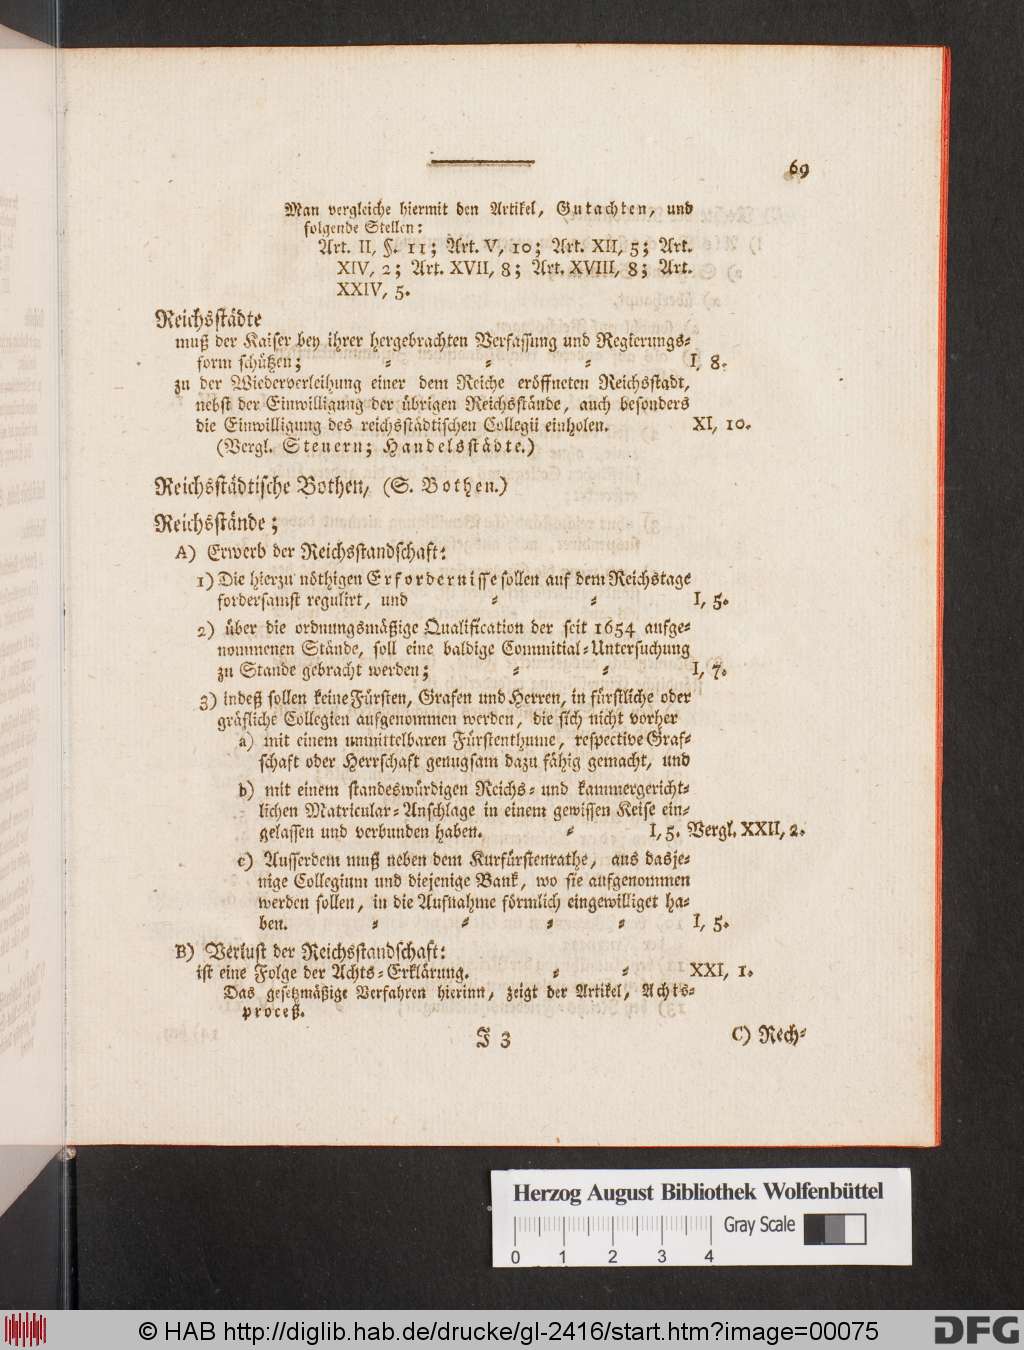 69
Man vergleiche hiermit den Artikel, Gutachten, und
folgende Stellen:
Art. II, §. 11; Art. V, 10; Art. XII, 5; Art.
XIV, 2; Art. XVII, 8; Art. XVIII, 8; Art.
XXIV, 5.
Reichsstädte
muß der Kaiser bey ihrer hergebrachten Verfassung und Regierungs-
form schützen; I, 8.
zu der Wiederverleihung einer dem Reiche eröffneten Reichsstadt,
nebst der Einwilligung der übrigen Reichsstände, auch besonders
die Einwilligung des reichsstädtischen Collegii einholen. XI, 10.
(Vergl. Steuern; Handelsstädte.)
Reichsstädtische Bothen, (S. Bothen.)
Reichsstände;
A) Erwerb der Reichsstandschaft:
1) Die hierzu nöthigen Erfordernisse sollen auf dem Reichstage
fordersamst regulirt, und I, 5.
2) über die ordnungsmäßige Qualification der seit 1654 aufge-
nommenen Stände, soll eine baldige Commitial-Untersuchung
zu Stande gebracht werden; I, 7.
3) indeß sollen keine Fürsten, Grafen und Herren, in fürstliche oder
gräfliche Collegien aufgenommen werden, die sich nicht vorher
a) mit einem unmittelbaren Fürstenthume, respective Graf-
schaft oder Herrschaft genugsam dazu fähig gemacht, und
b) mit einem standeswürdigen Reichs- und kammergericht-
lichen Matricular-Anschlage in einem gewissen Keise ein-
gelassen und verbunden haben. I, 5. Vergl. XXII, 2.
c) Ausserdem muß neben dem Kurfürstenrathe, aus dasje-
nige Collegium und diejenige Bank, wo sie aufgenommen
werden sollen, in die Aufnahme förmlich eingewilliget ha-
ben. I, 5.
B) Verlust der Reichsstandschaft:
ist eine Folge der Achts-Erklärung. XXI, 1.
Das gesetzmäßige Verfahren hierinn, zeigt der Artikel, Achts-
proceß.
J 3 C) Rech-
Herzog August Bibliothek Wolfenbüttel
Gray Scale
0 1 2 3 4
© HAB http://diglib.hab.de/drucke/gl-2416/start.htm?image=00075
DFG